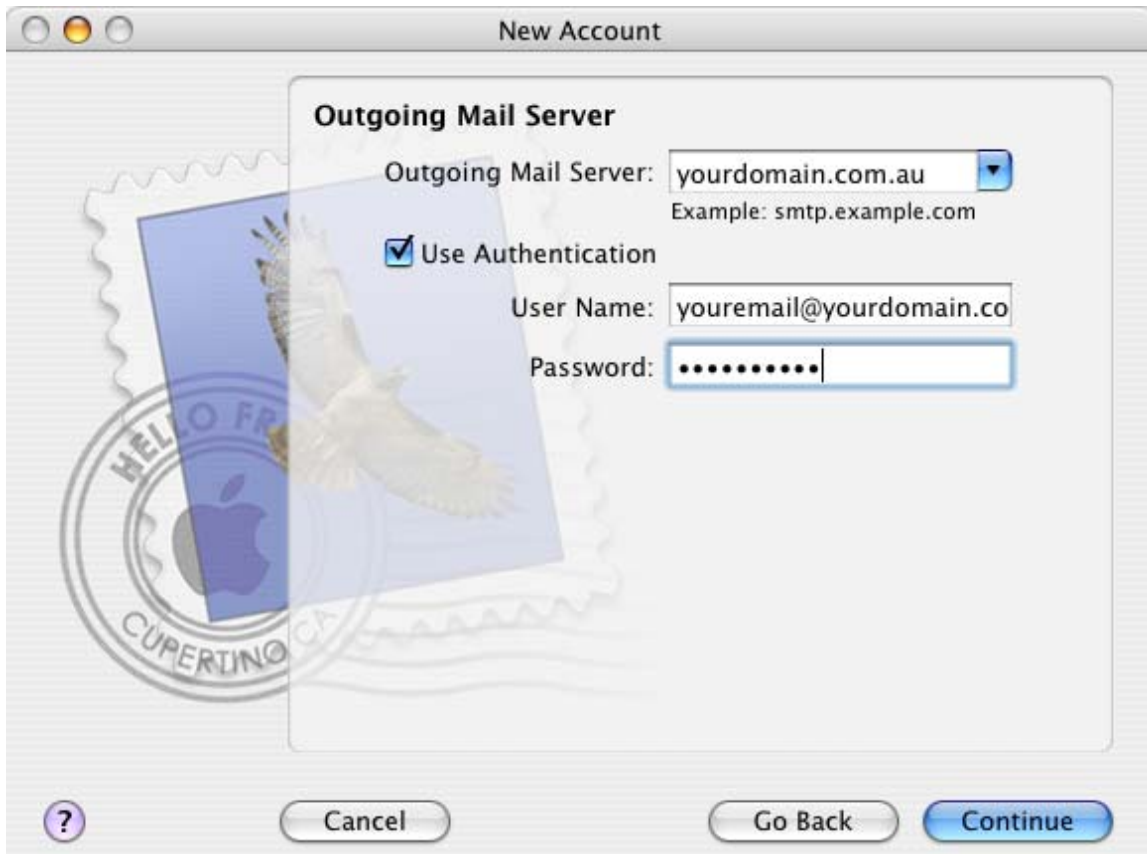 New Account
Outgoing Mail Server
Outgoing Mail Server: yourdomain.com.au
Example: smtp.example.com
Use Authentication
User Name: youremail@yourdomain.co
Password: ••••••••••
HELLO FR
CUPERTINO CA
?
Cancel
Go Back
Continue